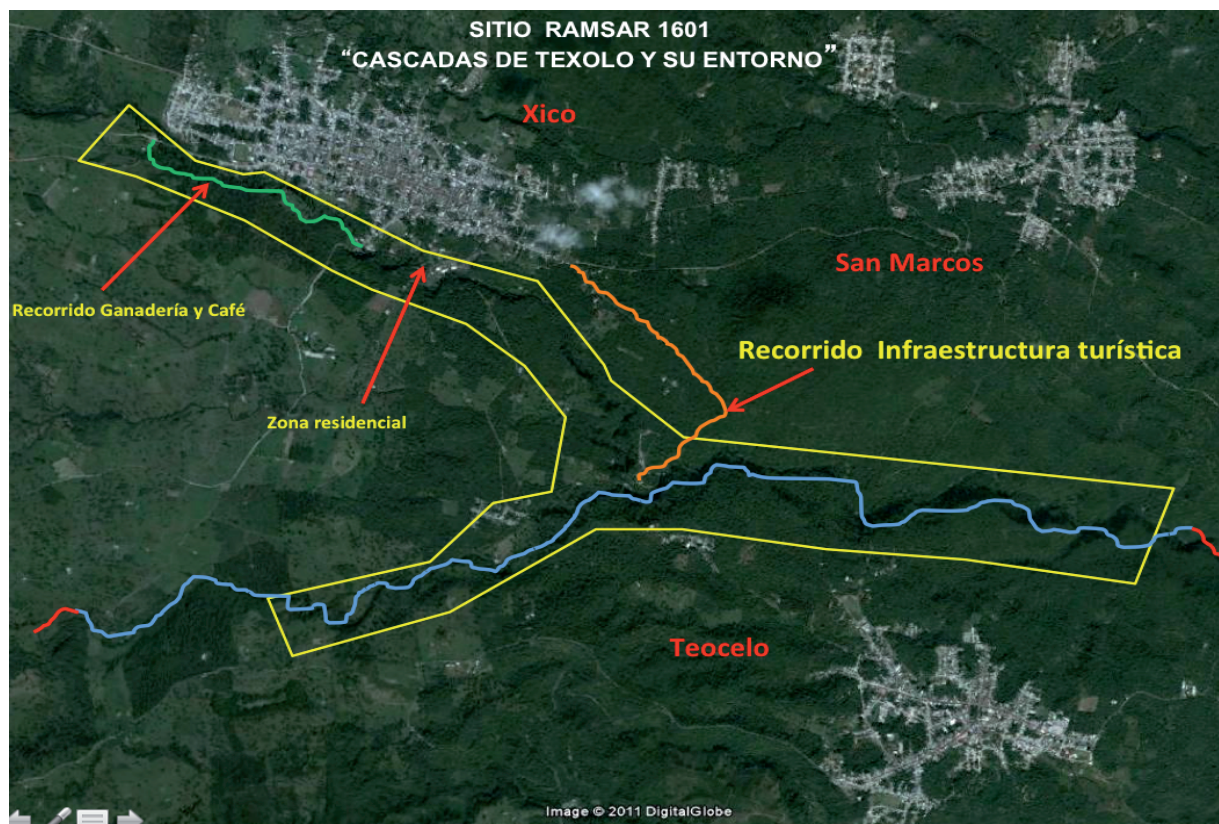 SITIO RAMSAR 1601
“CASCADAS DE TEXOLO Y SU ENTORNO”
Xico
San Marcos
Recorrido Ganadería y Café
Recorrido Infraestructura turística
Zona residencial
Teocelo
Image © 2011 DigitalGlobe